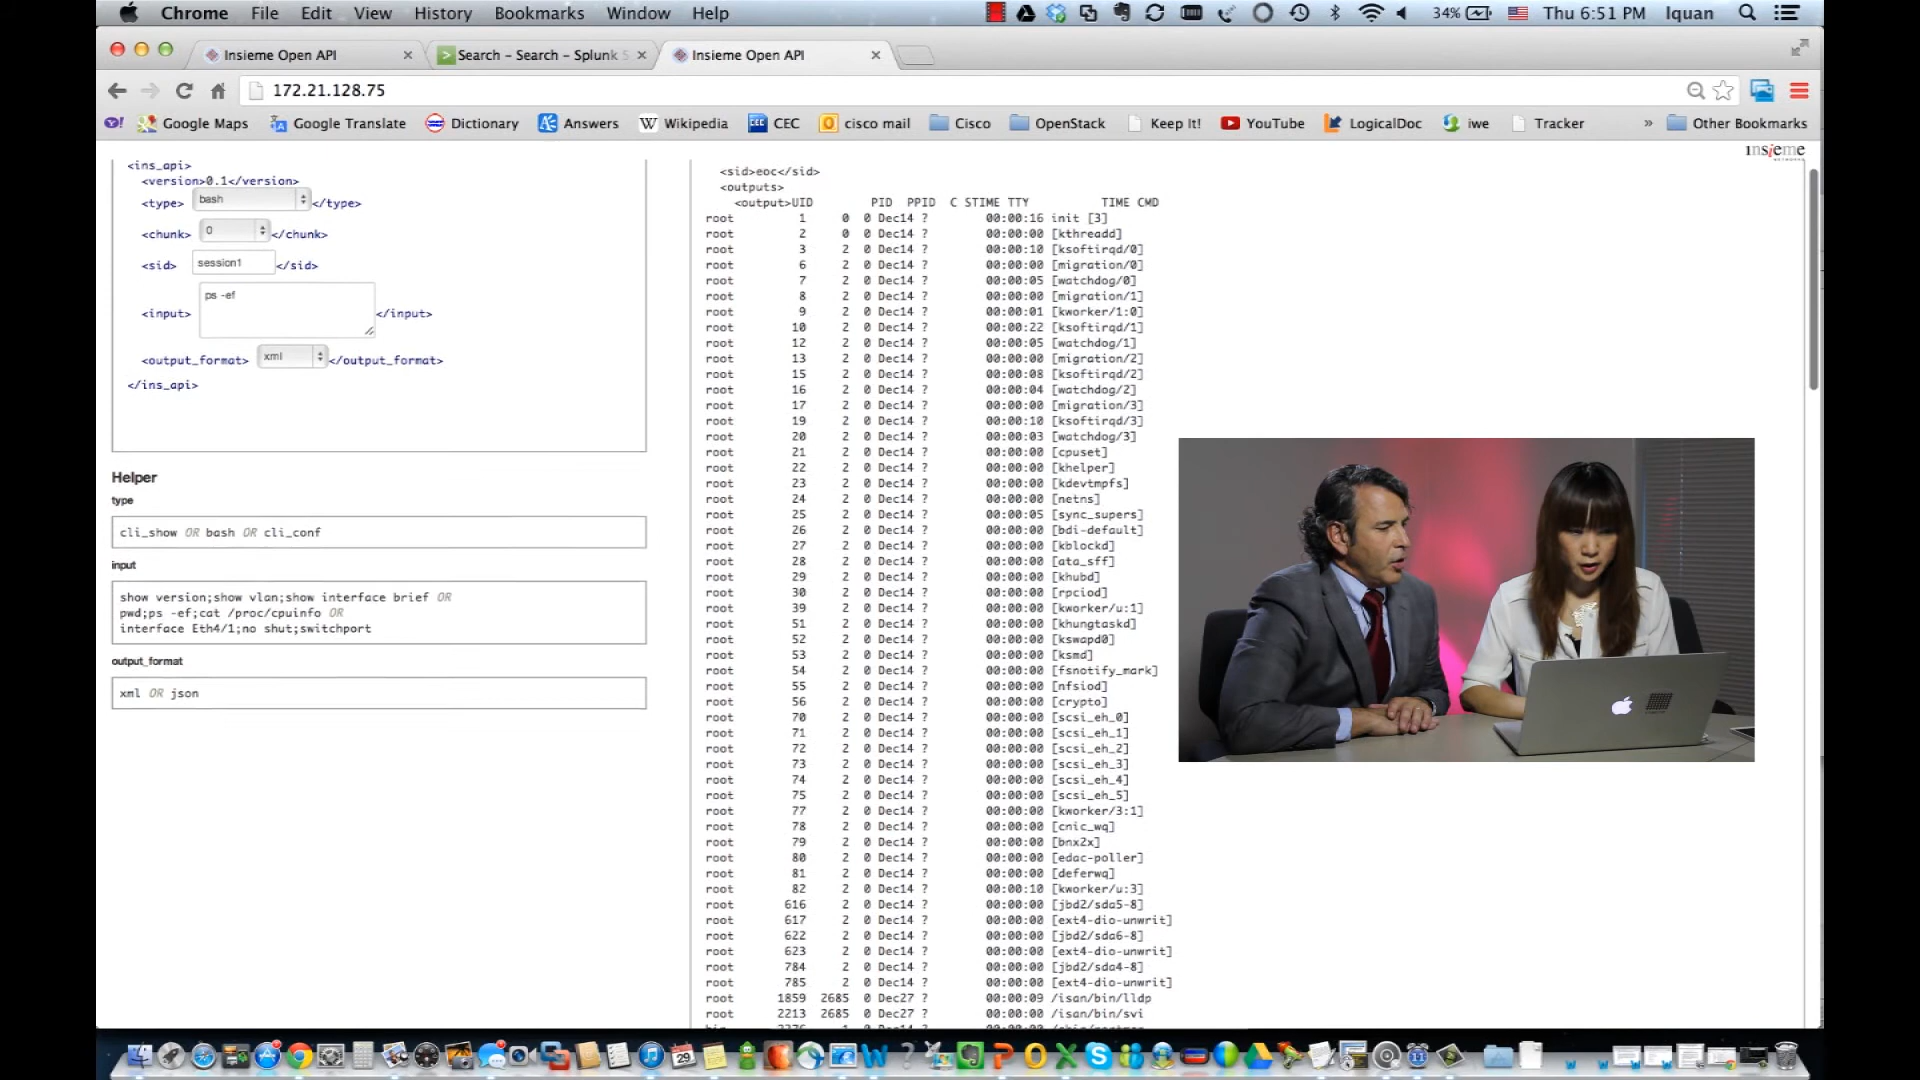 Chrome File Edit View History Bookmarks Window Help 34% Thu 6:51 PM Iquan
Insieme Open API
Search – Search – Splunk
Insieme Open API
172.21.128.75
Google Maps Google Translate Dictionary Answers Wikipedia CEC cisco mail Cisco OpenStack Keep It! YouTube LogicalDoc iwe Tracker » Other Bookmarks
insieme
<ins_api>
<version>0.1</version>
<type> bash </type>
<chunk> 0 </chunk>
<sid> session1 </sid>
<input> ps -ef </input>
<output_format> xml </output_format>
</ins_api>
Helper
type
cli_show OR bash OR cli_conf
input
show version;show vlan;show interface brief OR
pwd;ps -ef;cat /proc/cpuinfo OR
interface Eth4/1;no shut;switchport
output_format
xml OR json
<sid>eoc</sid>
<outputs>
<output>UID PID PPID C STIME TTY TIME CMD
root 1 0 0 Dec14 ? 00:00:16 init [3]
root 2 0 0 Dec14 ? 00:00:00 [kthreadd]
root 3 2 0 Dec14 ? 00:00:10 [ksoftirqd/0]
root 6 2 0 Dec14 ? 00:00:00 [migration/0]
root 7 2 0 Dec14 ? 00:00:05 [watchdog/0]
root 8 2 0 Dec14 ? 00:00:00 [migration/1]
root 9 2 0 Dec14 ? 00:00:01 [kworker/1:0]
root 10 2 0 Dec14 ? 00:00:22 [ksoftirqd/1]
root 12 2 0 Dec14 ? 00:00:05 [watchdog/1]
root 13 2 0 Dec14 ? 00:00:00 [migration/2]
root 15 2 0 Dec14 ? 00:00:08 [ksoftirqd/2]
root 16 2 0 Dec14 ? 00:00:04 [watchdog/2]
root 17 2 0 Dec14 ? 00:00:00 [migration/3]
root 19 2 0 Dec14 ? 00:00:10 [ksoftirqd/3]
root 20 2 0 Dec14 ? 00:00:03 [watchdog/3]
root 21 2 0 Dec14 ? 00:00:00 [cpuset]
root 22 2 0 Dec14 ? 00:00:00 [khelper]
root 23 2 0 Dec14 ? 00:00:00 [kdevtmpfs]
root 24 2 0 Dec14 ? 00:00:00 [netns]
root 25 2 0 Dec14 ? 00:00:05 [sync_supers]
root 26 2 0 Dec14 ? 00:00:00 [bdi-default]
root 27 2 0 Dec14 ? 00:00:00 [kblockd]
root 28 2 0 Dec14 ? 00:00:00 [ata_sff]
root 29 2 0 Dec14 ? 00:00:00 [khubd]
root 30 2 0 Dec14 ? 00:00:00 [rpciod]
root 39 2 0 Dec14 ? 00:00:00 [kworker/u:1]
root 51 2 0 Dec14 ? 00:00:00 [khungtaskd]
root 52 2 0 Dec14 ? 00:00:00 [kswapd0]
root 53 2 0 Dec14 ? 00:00:00 [ksmd]
root 54 2 0 Dec14 ? 00:00:00 [fsnotify_mark]
root 55 2 0 Dec14 ? 00:00:00 [nfsiod]
root 56 2 0 Dec14 ? 00:00:00 [crypto]
root 70 2 0 Dec14 ? 00:00:00 [scsi_eh_0]
root 71 2 0 Dec14 ? 00:00:00 [scsi_eh_1]
root 72 2 0 Dec14 ? 00:00:00 [scsi_eh_2]
root 73 2 0 Dec14 ? 00:00:00 [scsi_eh_3]
root 74 2 0 Dec14 ? 00:00:00 [scsi_eh_4]
root 75 2 0 Dec14 ? 00:00:00 [scsi_eh_5]
root 77 2 0 Dec14 ? 00:00:00 [kworker/3:1]
root 78 2 0 Dec14 ? 00:00:00 [cnic_wq]
root 79 2 0 Dec14 ? 00:00:00 [bnx2x]
root 80 2 0 Dec14 ? 00:00:00 [edac-poller]
root 81 2 0 Dec14 ? 00:00:00 [deferwq]
root 82 2 0 Dec14 ? 00:00:10 [kworker/u:3]
root 616 2 0 Dec14 ? 00:00:00 [jbd2/sda5-8]
root 617 2 0 Dec14 ? 00:00:00 [ext4-dio-unwrit]
root 622 2 0 Dec14 ? 00:00:00 [jbd2/sda6-8]
root 623 2 0 Dec14 ? 00:00:00 [ext4-dio-unwrit]
root 784 2 0 Dec14 ? 00:00:00 [jbd2/sda4-8]
root 785 2 0 Dec14 ? 00:00:00 [ext4-dio-unwrit]
root 1859 2685 0 Dec27 ? 00:00:09 /isan/bin/lldp
root 2213 2685 0 Dec27 ? 00:00:00 /isan/bin/svi